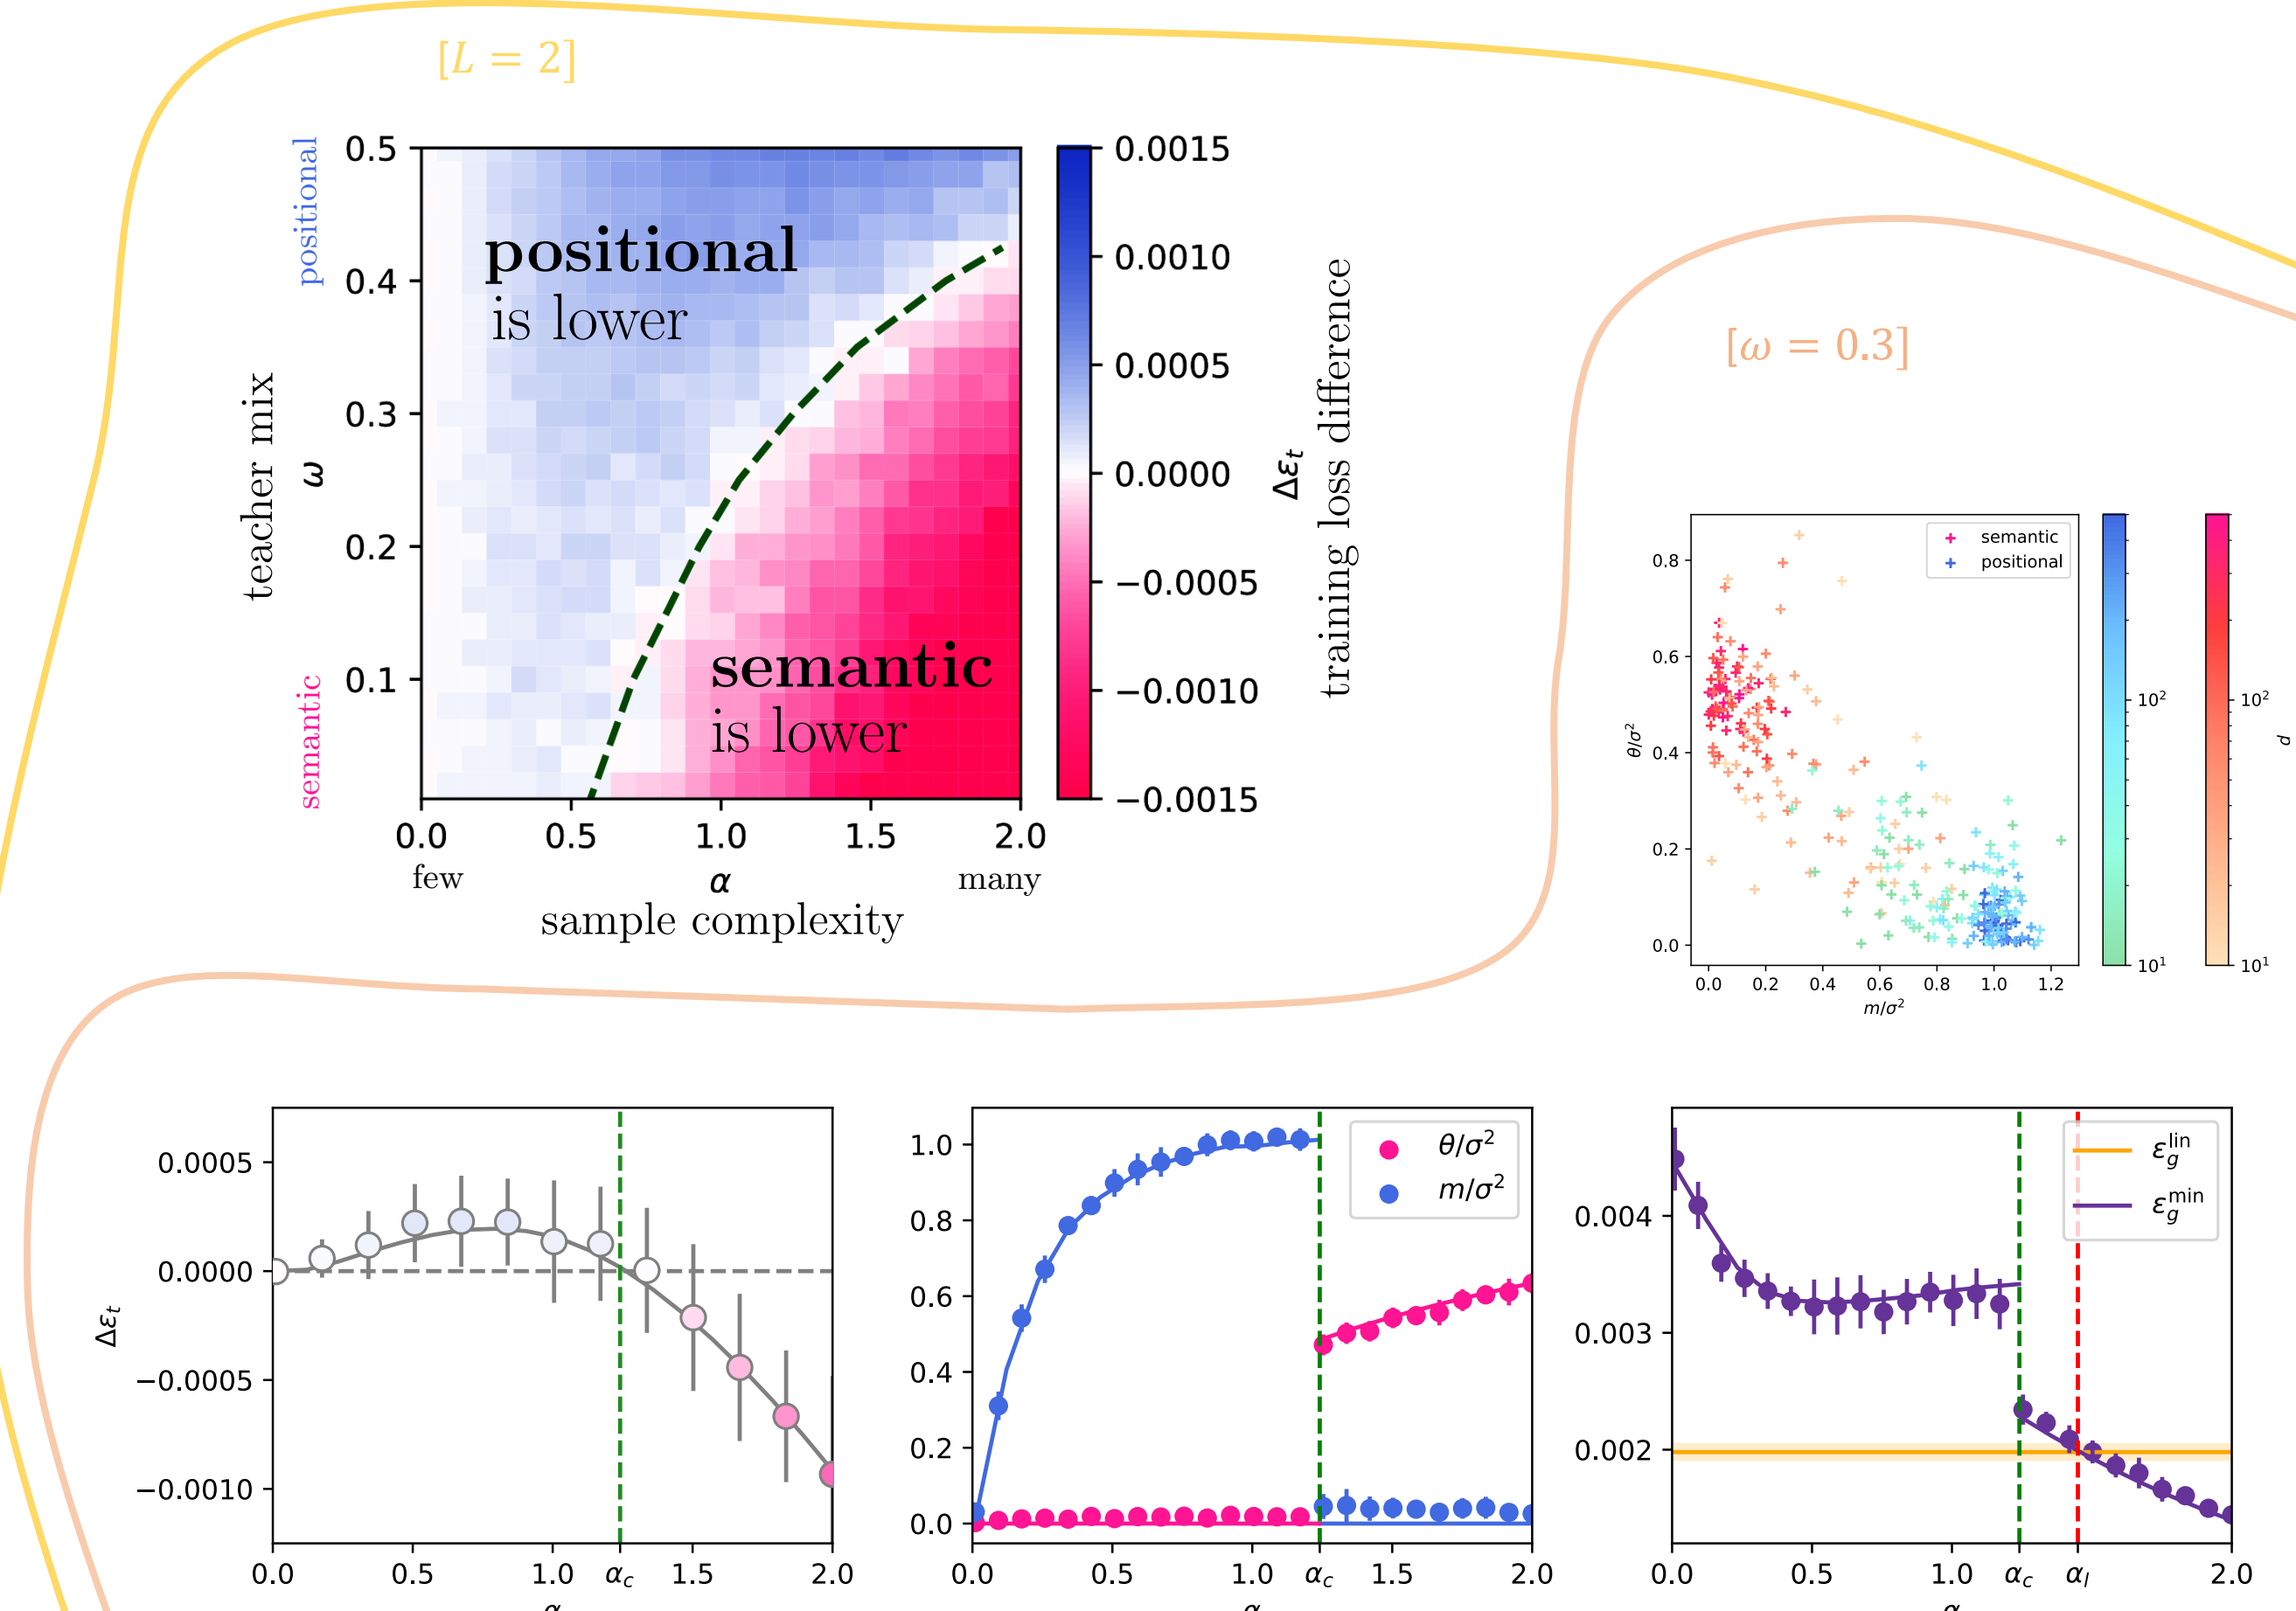 [L = 2]
positional
semantic
teacher mix
ω
0.5
0.4
0.3
0.2
0.1
positional
is lower
semantic
is lower
0.0 0.5 1.0 1.5 2.0
few α many
sample complexity
0.0015
0.0010
0.0005
0.0000
−0.0005
−0.0010
−0.0015
Δε_t
training loss difference
[ω = 0.3]
semantic
positional
0.8
0.6
0.4
0.2
0.0
θ/σ²
0.0 0.2 0.4 0.6 0.8 1.0 1.2
m/σ²
10²
10¹
10²
10¹
d
0.0005
0.0000
−0.0005
−0.0010
Δε_t
0.0 0.5 1.0 α_c 1.5 2.0
α
θ/σ²
m/σ²
1.0
0.8
0.6
0.4
0.2
0.0
0.0 0.5 1.0 α_c 1.5 2.0
α
ε_g^lin
ε_g^min
0.004
0.003
0.002
0.0 0.5 1.0 α_c α_l 2.0
α